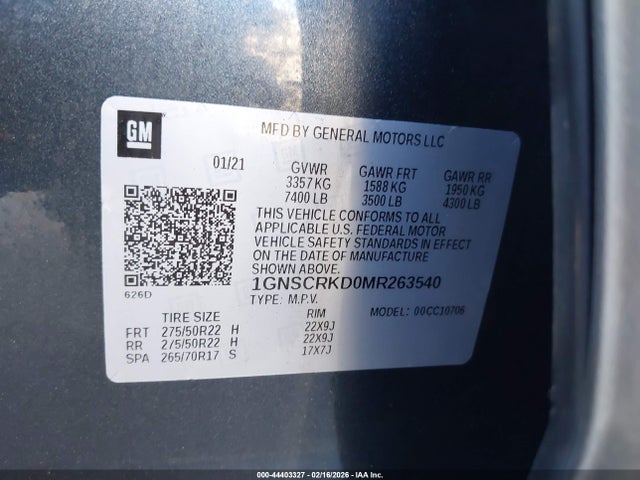 GM
MFD BY GENERAL MOTORS LLC
01/21 GVWR GAWR FRT GAWR RR
3357 KG 1588 KG 1950 KG
7400 LB 3500 LB 4300 LB
THIS VEHICLE CONFORMS TO ALL
APPLICABLE U.S. FEDERAL MOTOR
VEHICLE SAFETY STANDARDS IN EFFECT
ON THE DATE OF MANUFACTURE
SHOWN ABOVE.
1GNSCRKD0MR263540
626D
TYPE: M.P.V. MODEL: 00CC10706
TIRE SIZE RIM
FRT 275/50R22 H 22X9J
RR 275/50R22 H 22X9J
SPA 265/70R17 S 17X7J
000-44403327 - 02/16/2026 - IAA Inc.